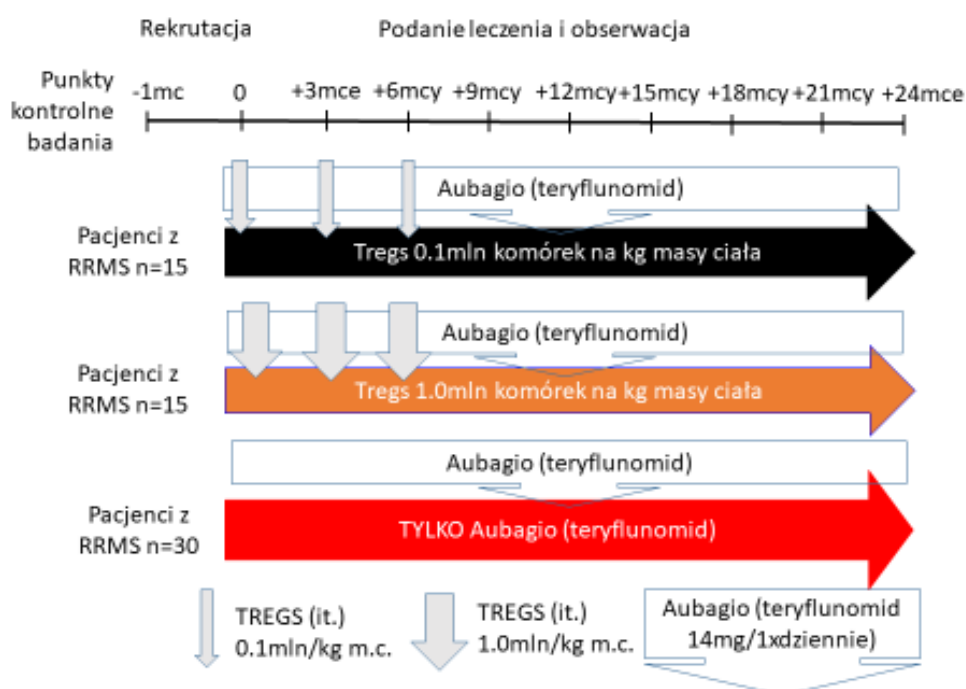 Rekrutacja
Podanie leczenia i obserwacja
Punkty
kontrolne
badania
-1mc 0 +3mce +6mcy +9mcy +12mcy +15mcy +18mcy +21mcy +24mce
Aubagio (teryflunomid)
Pacjenci z
RRMS n=15
Tregs 0.1mln komórek na kg masy ciała
Aubagio (teryflunomid)
Pacjenci z
RRMS n=15
Tregs 1.0mln komórek na kg masy ciała
Aubagio (teryflunomid)
Pacjenci z
RRMS n=30
TYLKO Aubagio (teryflunomid)
TREGS (it.)
0.1mln/kg m.c.
TREGS (it.)
1.0mln/kg m.c.
Aubagio (teryflunomid
14mg/1xdziennie)